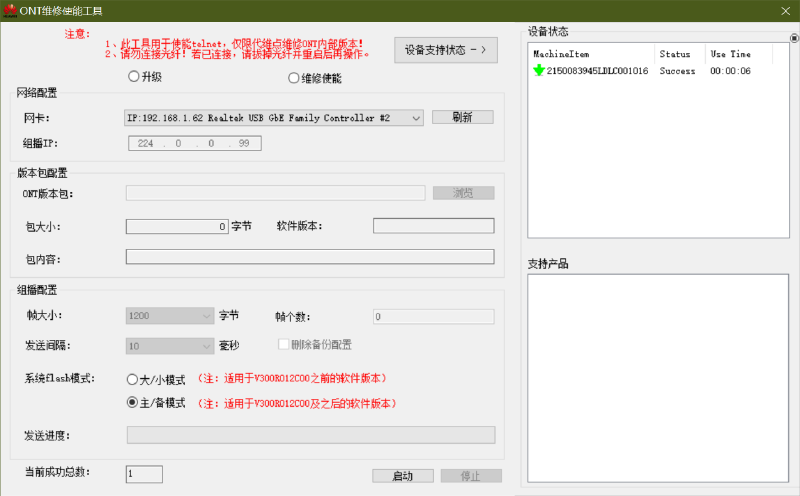 ONT维修使能工具
注意:
1、此工具用于使能telnet，仅限代维点维修ONT内部版本!
2、请勿连接光纤! 若已连接，请拔掉光纤并重启后再操作。
设备支持状态 - >
升级
维修使能
网络配置
网卡:
IP:192.168.1.62 Realtek USB GbE Family Controller #2
刷新
组播IP:
224 . 0 . 0 . 99
版本包配置
ONT版本包:
浏览
包大小:
0 字节
软件版本:
包内容:
组播配置
帧大小:
1200
字节
帧个数:
0
发送间隔:
10
毫秒
删除备份配置
系统flash模式:
大/小模式
(注: 适用于V300R012C00之前的软件版本)
主/备模式
(注: 适用于V300R012C00及之后的软件版本)
发送进度:
当前成功总数:
1
启动
停止
设备状态
MachineItem Status Use Time
2150083945LDLC001016 Success 00:00:06
支持产品